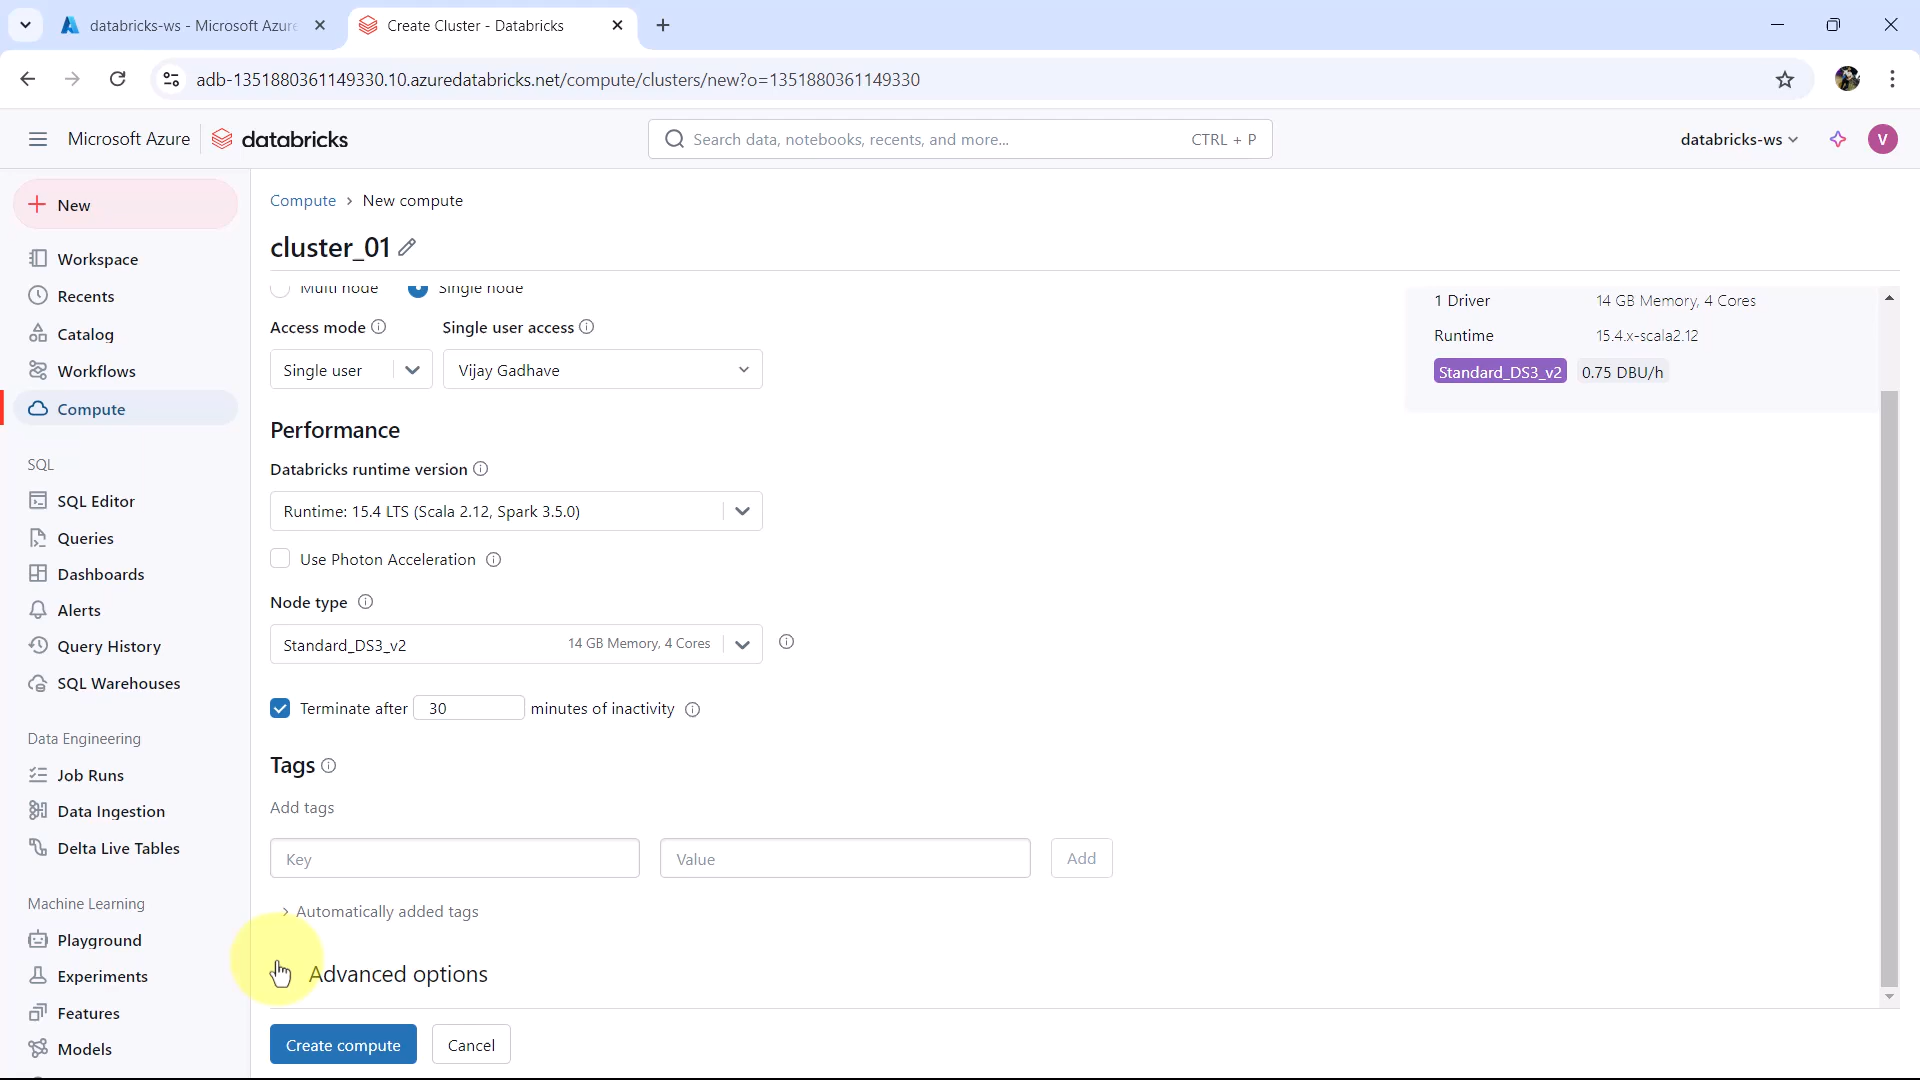 databricks-ws - Microsoft Azure
Create Cluster - Databricks
adb-1351880361149330.10.azuredatabricks.net/compute/clusters/new?o=1351880361149330
Microsoft Azure
databricks
Search data, notebooks, recents, and more...
CTRL + P
databricks-ws
V
New
Workspace
Recents
Catalog
Workflows
Compute
SQL
SQL Editor
Queries
Dashboards
Alerts
Query History
SQL Warehouses
Data Engineering
Job Runs
Data Ingestion
Delta Live Tables
Machine Learning
Playground
Experiments
Features
Models
Compute > New compute
cluster_01
Multi node Single node
Access mode Single user access
Single user Vijay Gadhave
Performance
Databricks runtime version
Runtime: 15.4 LTS (Scala 2.12, Spark 3.5.0)
Use Photon Acceleration
Node type
Standard_DS3_v2 14 GB Memory, 4 Cores
Terminate after 30 minutes of inactivity
Tags
Add tags
Key Value Add
Automatically added tags
Advanced options
Create compute Cancel
1 Driver 14 GB Memory, 4 Cores
Runtime 15.4.x-scala2.12
Standard_DS3_v2 0.75 DBU/h